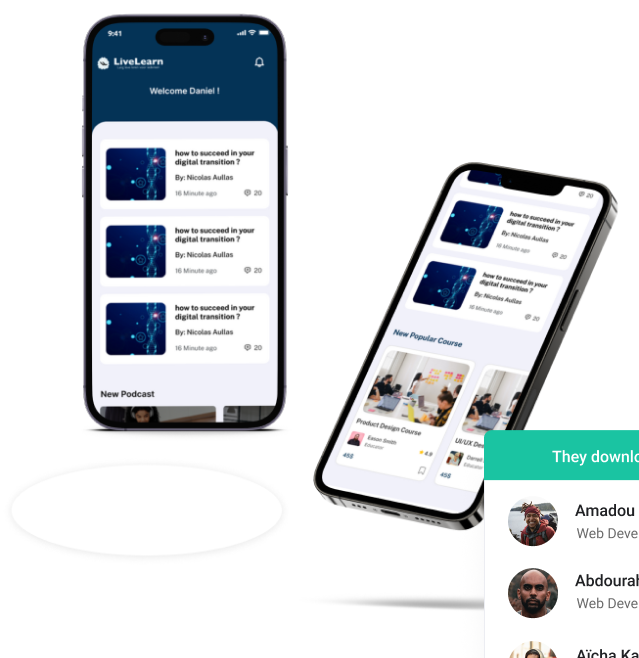 9:41
LiveLearn
Welcome Daniel !
how to succeed in your
digital transition ?
By: Nicolas Aullas
16 Minute ago
20
how to succeed in your
digital transition ?
By: Nicolas Aullas
16 Minute ago
20
how to succeed in your
digital transition ?
By: Nicolas Aullas
16 Minute ago
20
New Podcast
20
how to succeed in your
digital transition ?
By: Nicolas Aullas
16 Minute ago
20
how to succeed in your
digital transition ?
By: Nicolas Aullas
16 Minute ago
20
New Popular Course
Product Design Course
Eason Smith
Educator
4.9
45$
UI/UX Des
Daniel
Educator
45$
They downlo
Amadou
Web Deve
Abdourah
Web Deve
Aïcha Ka